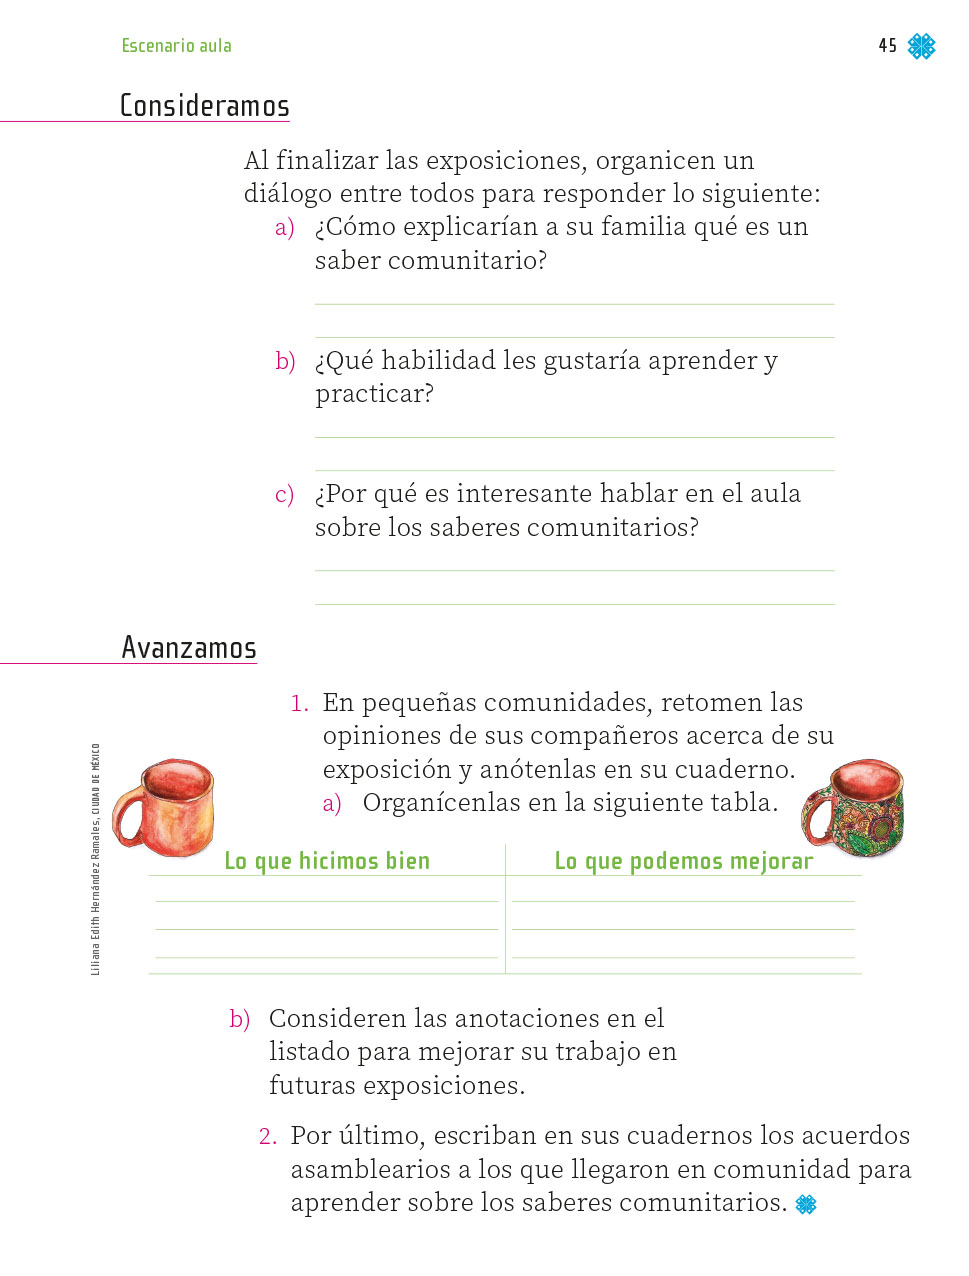 Escenario aula
45
Consideramos
Al finalizar las exposiciones, organicen un
diálogo entre todos para responder lo siguiente:
a) ¿Cómo explicarían a su familia qué es un
saber comunitario?
b) ¿Qué habilidad les gustaría aprender y
practicar?
c) ¿Por qué es interesante hablar en el aula
sobre los saberes comunitarios?
Avanzamos
1. En pequeñas comunidades, retomen las
opiniones de sus compañeros acerca de su
exposición y anótenlas en su cuaderno.
a) Organícenlas en la siguiente tabla.
Lo que hicimos bien
Lo que podemos mejorar
Liliana Edith Hernández Ramales, CIUDAD DE MÉXICO
b) Consideren las anotaciones en el
listado para mejorar su trabajo en
futuras exposiciones.
2. Por último, escriban en sus cuadernos los acuerdos
asamblearios a los que llegaron en comunidad para
aprender sobre los saberes comunitarios.